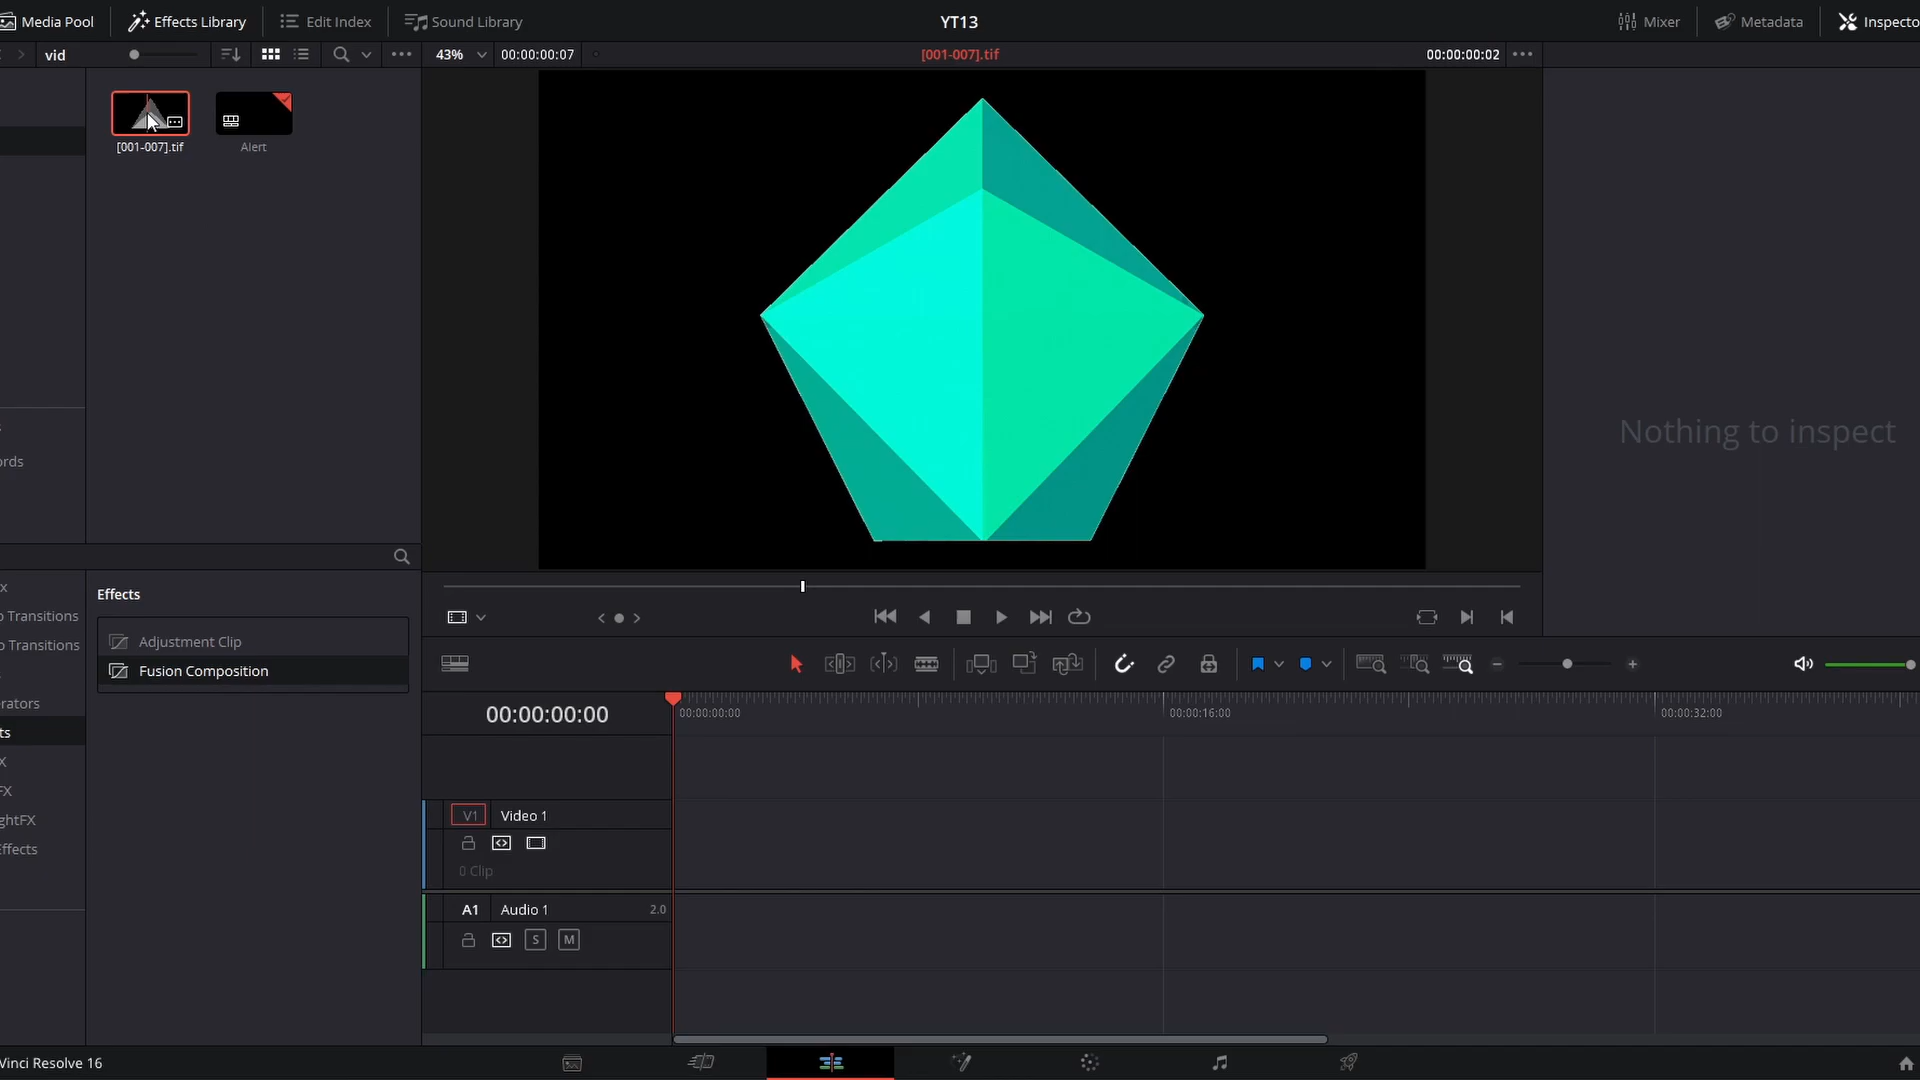 Media Pool
Effects Library
Edit Index
Sound Library
YT13
Mixer
Metadata
Inspecto
vid
43%
00:00:00:07
[001-007].tif
00:00:00:02
[001-007].tif
Alert
Nothing to inspect
ords
Effects
x
o Transitions
o Transitions
Adjustment Clip
Fusion Composition
erators
ts
X
FX
ghtFX
Effects
00:00:00:00
00:00:00:00
00:00:16:00
00:00:32:00
V1
Video 1
0 Clip
A1
Audio 1
2.0
S
M
Vinci Resolve 16